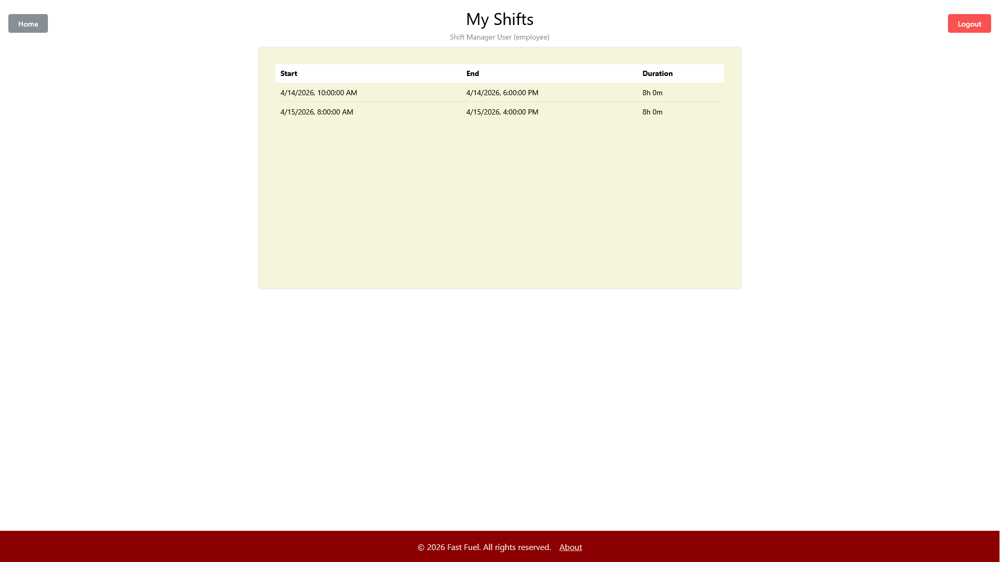 Home
My Shifts
Logout
Shift Manager User (employee)
Start End Duration
4/14/2026, 10:00:00 AM 4/14/2026, 6:00:00 PM 8h 0m
4/15/2026, 8:00:00 AM 4/15/2026, 4:00:00 PM 8h 0m
© 2026 Fast Fuel. All rights reserved. About